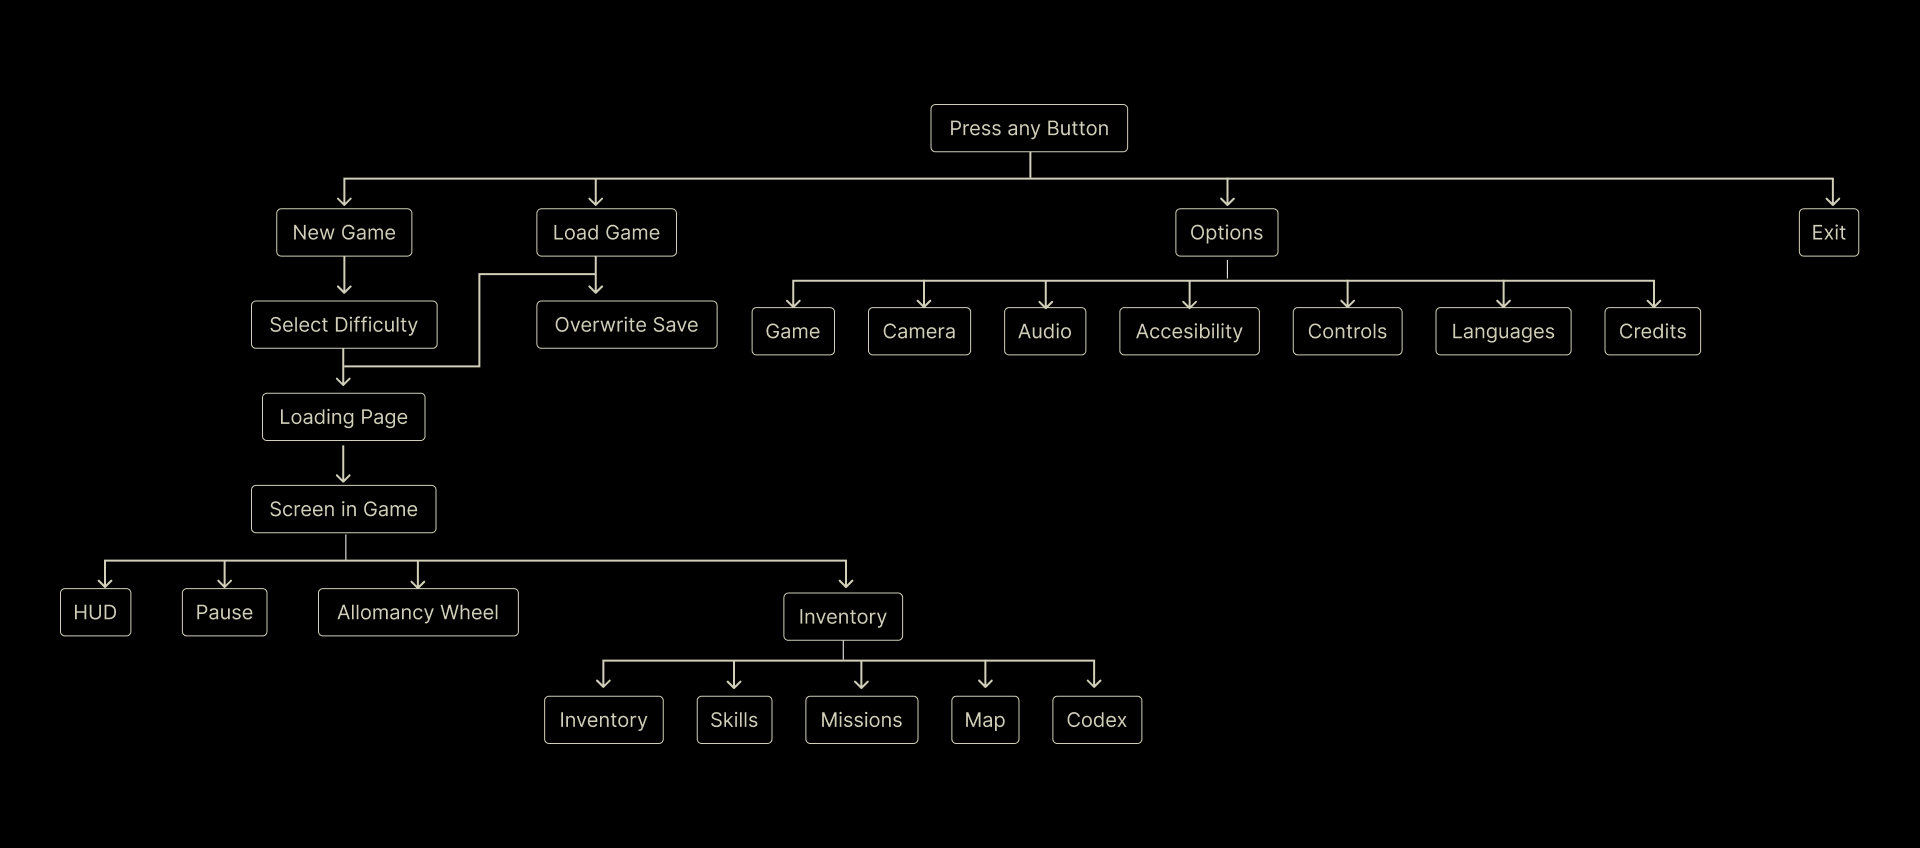 Press any Button
New Game
Load Game
Options
Exit
Select Difficulty
Overwrite Save
Game
Camera
Audio
Accesibility
Controls
Languages
Credits
Loading Page
Screen in Game
HUD
Pause
Allomancy Wheel
Inventory
Inventory
Skills
Missions
Map
Codex